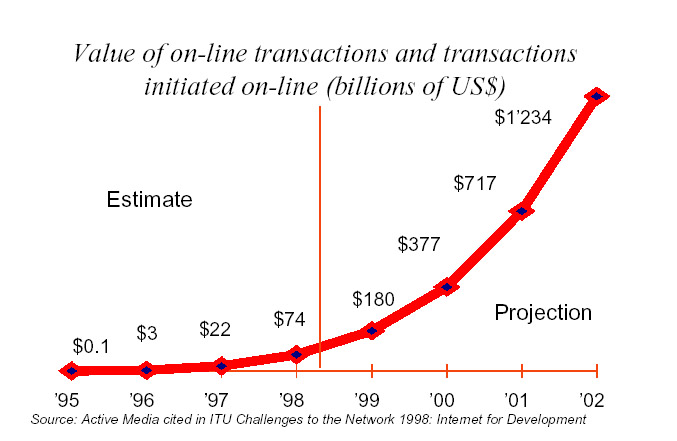 Value of on-line transactions and transactions
initiated on-line (billions of US$)
$1’234
Estimate
$717
$377
$180
Projection
$74
$22
$3
$0.1
’95 ’96 ’97 ’98 ’99 ’00 ’01 ’02
Source: Active Media cited in ITU Challenges to the Network 1998: Internet for Development